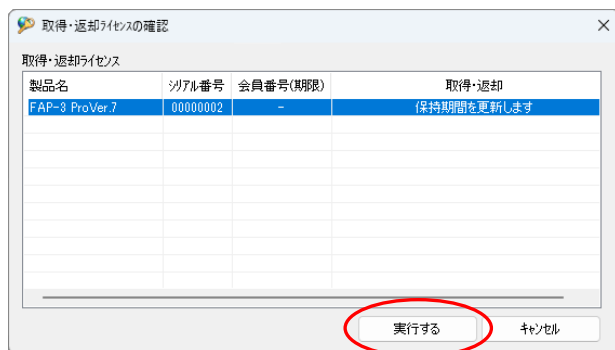 取得・返却ライセンスの確認
取得・返却ライセンス
製品名 シリアル番号 会員番号(期限) 取得・返却
FAP-3 ProVer.7 00000002 - 保持期間を更新します
実行する キャンセル